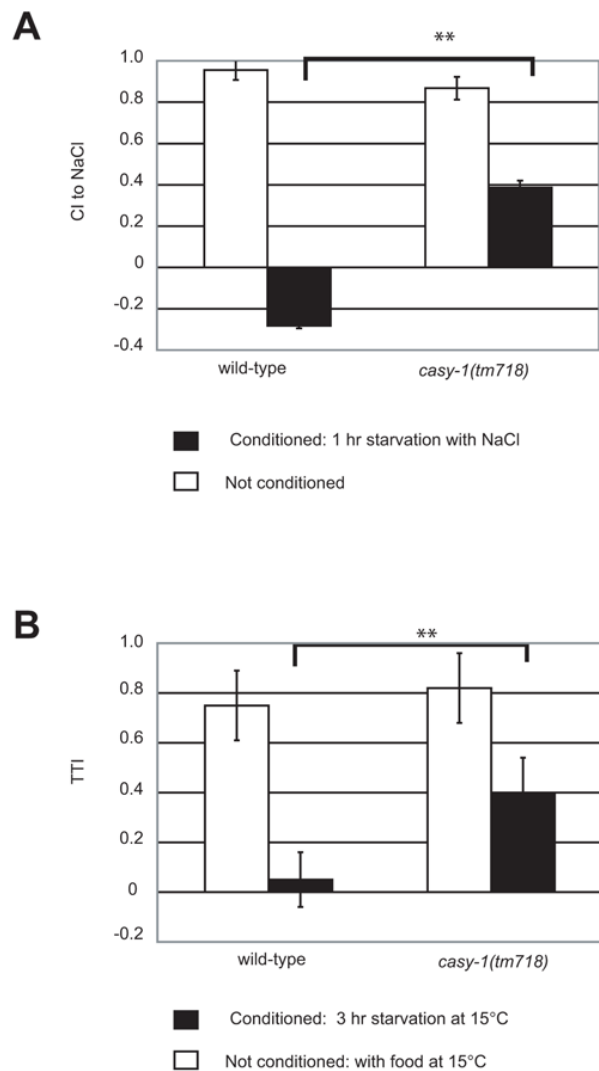 A
**
1.0
0.8
0.6
0.4
0.2
0
-0.2
-0.4
CI to NaCl
wild-type
casy-1(tm718)
Conditioned: 1 hr starvation with NaCl
Not conditioned
B
**
1.0
0.8
0.6
0.4
0.2
0
-0.2
TTI
wild-type
casy-1(tm718)
Conditioned: 3 hr starvation at 15°C
Not conditioned: with food at 15°C